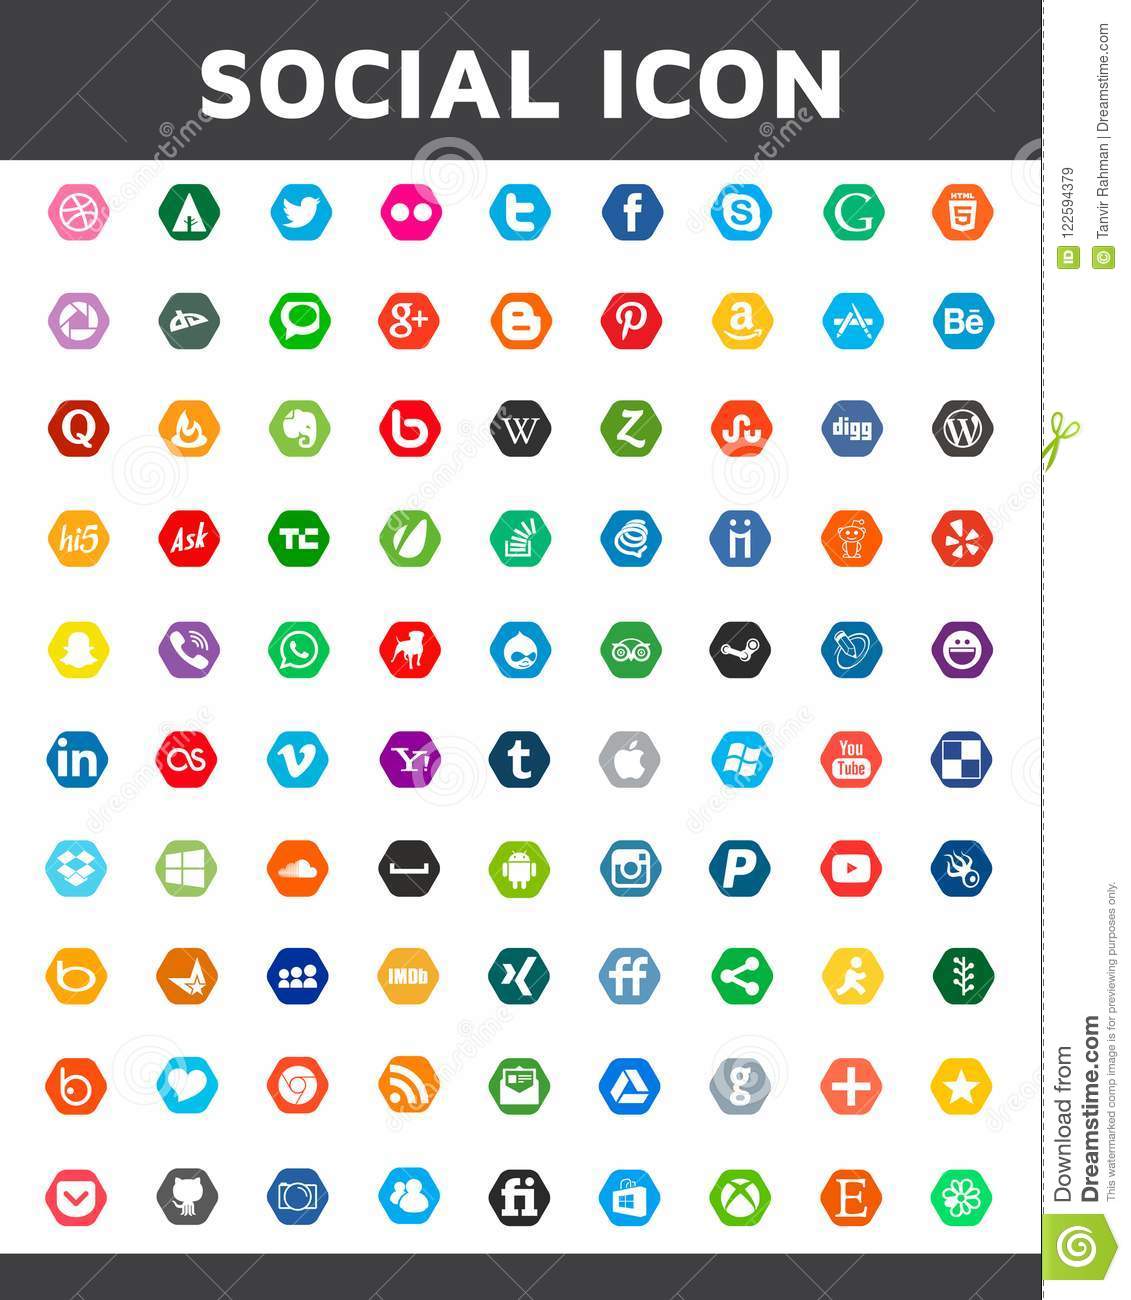 SOCIAL ICON
HTML
5
g+
B
a
Bē
Q
b
W
Z
digg
W
hi5
Ask
TC
in
Y!
t
You
Tube
P
b
IMDb
ff
b
g
fi
E
ID 122594379
© Tanvir Rahman | Dreamstime.com
Download from
Dreamstime.com
This watermarked comp image is for previewing purposes only.
dreamstime